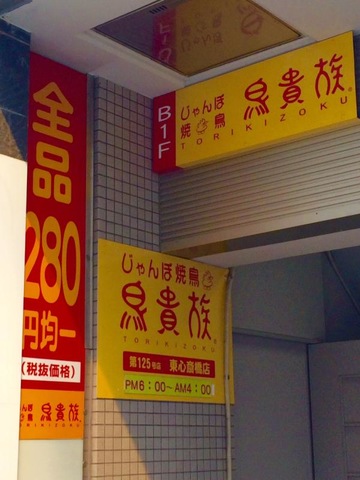 全品
280
円均一
(税抜価格)
じゃんぼ
焼鳥
鳥貴族
TORIKIZOKU
B1F
じゃんぼ
焼鳥
鳥貴族
TORIKIZOKU
じゃんぼ焼鳥
鳥貴族
TORIKIZOKU
第125号店 東心斎橋店
PM6:00~AM4:00